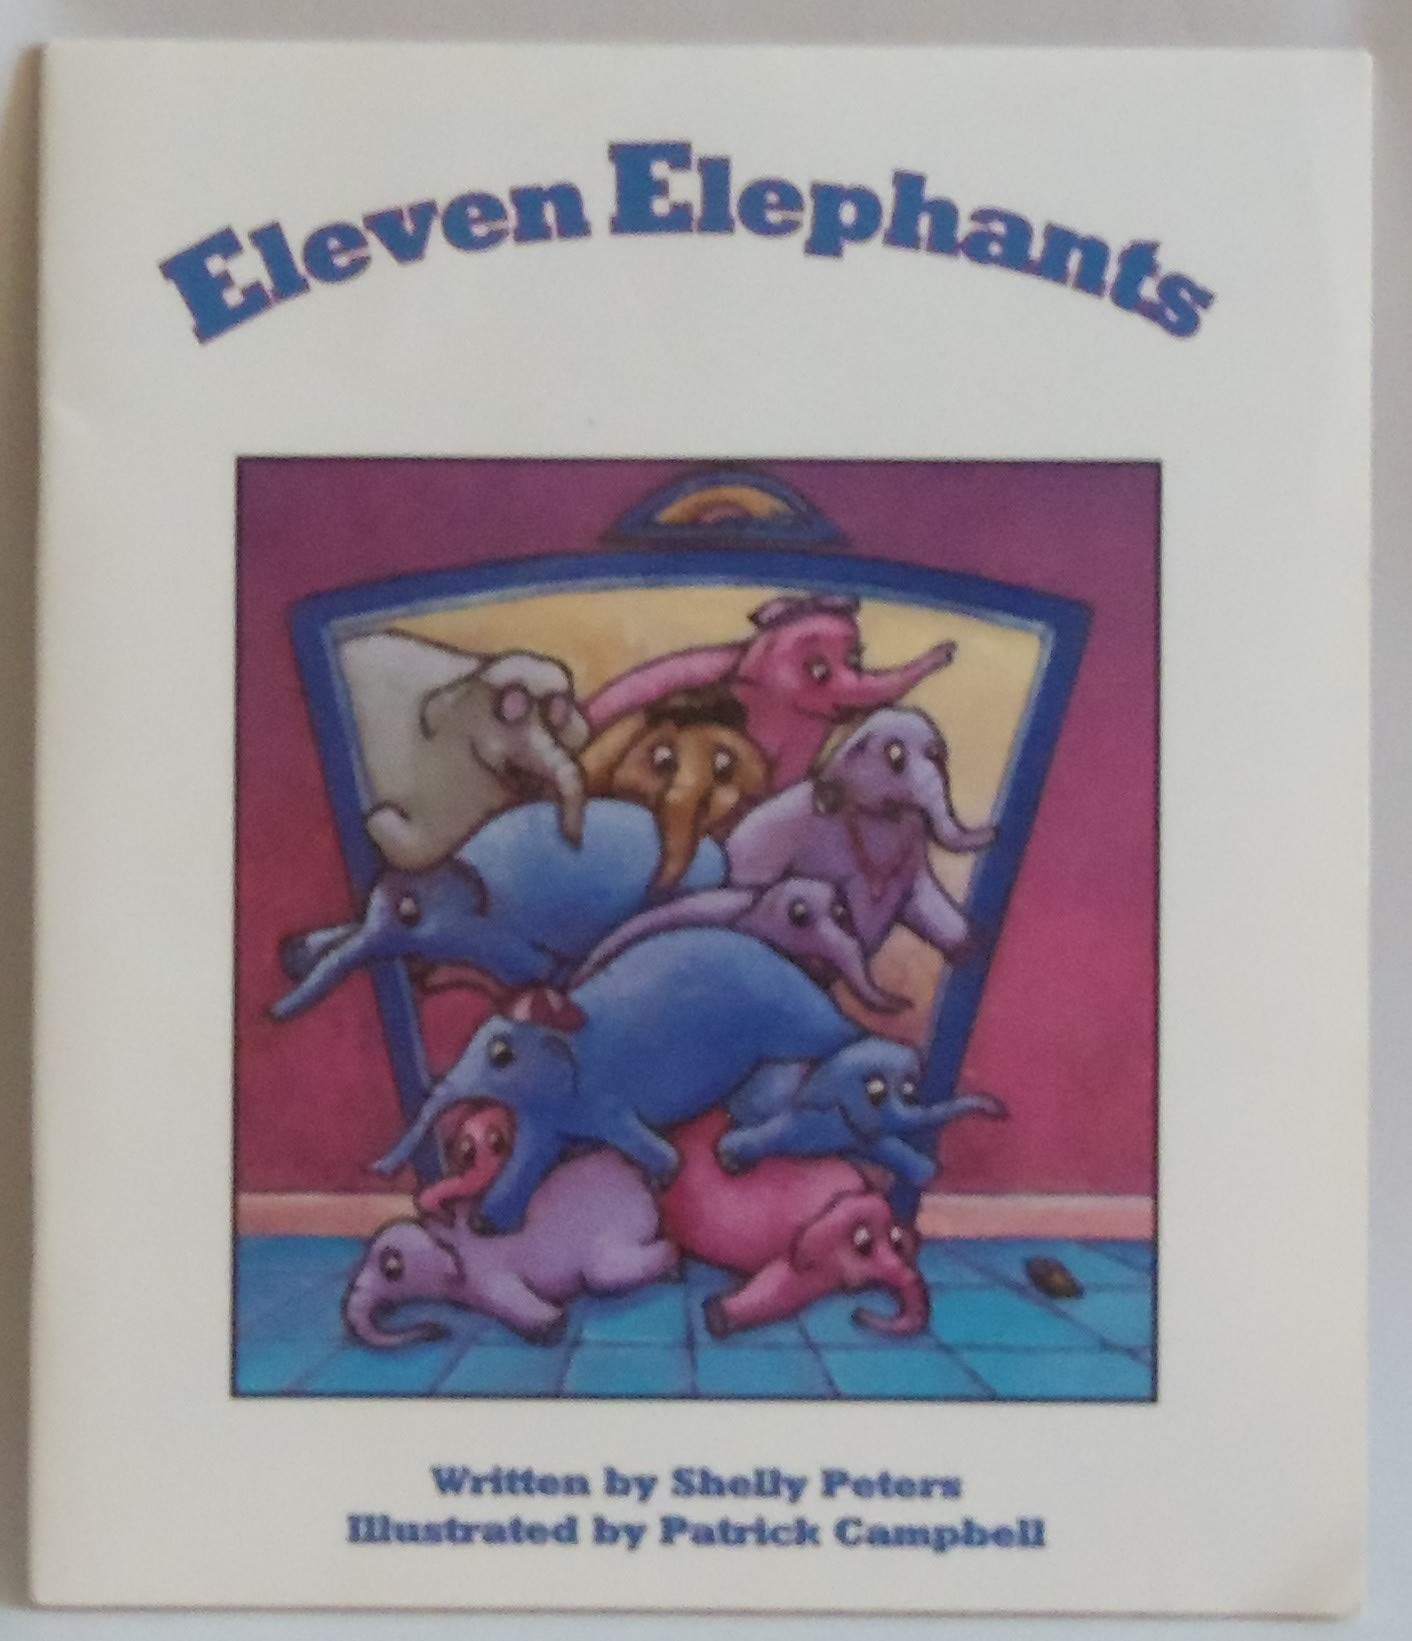 Eleven Elephants
Written by Shelly Peters
Illustrated by Patrick Campbell